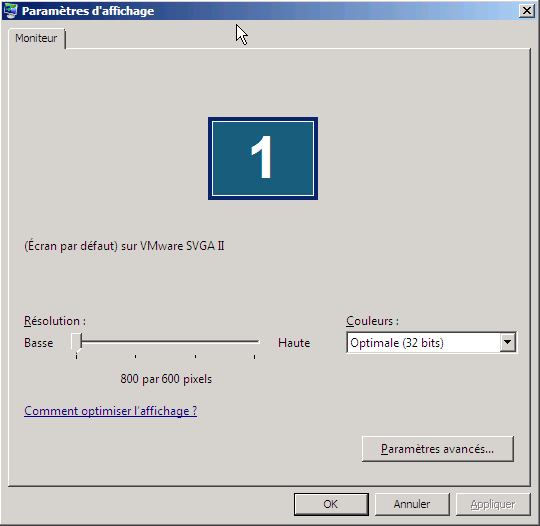 Paramètres d'affichage
Moniteur
1
(Écran par défaut) sur VMware SVGA II
Résolution :
Couleurs :
Basse
Haute
Optimale (32 bits)
800 par 600 pixels
Comment optimiser l'affichage ?
Paramètres avancés...
OK
Annuler
Appliquer